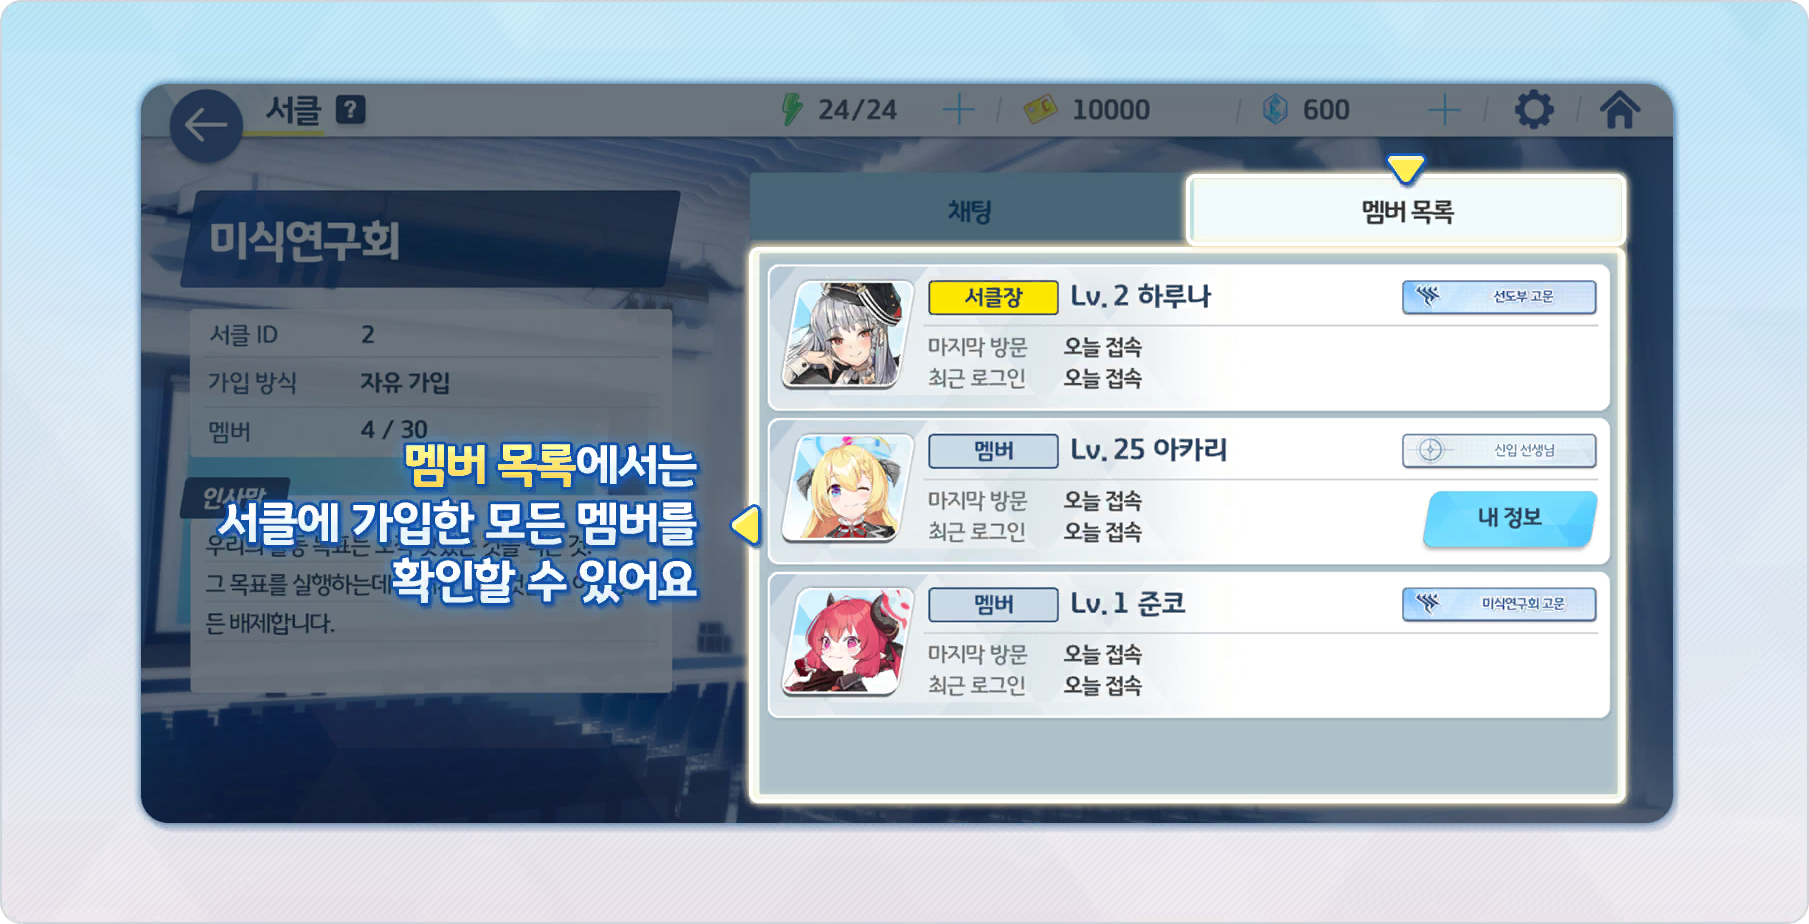 서클 ?
24/24
10000
600
미식연구회
서클 ID 2
가입 방식 자유 가입
멤버 4 / 30
인사말
그 목표를 실행하는데
든 배제합니다.
멤버 목록에서는
서클에 가입한 모든 멤버를
확인할 수 있어요
채팅
멤버 목록
서클장 Lv. 2 하루나 선도부 고문
마지막 방문 오늘 접속
최근 로그인 오늘 접속
멤버 Lv. 25 아카리 신입 선생님
마지막 방문 오늘 접속
최근 로그인 오늘 접속
내 정보
멤버 Lv. 1 준코 미식연구회 고문
마지막 방문 오늘 접속
최근 로그인 오늘 접속